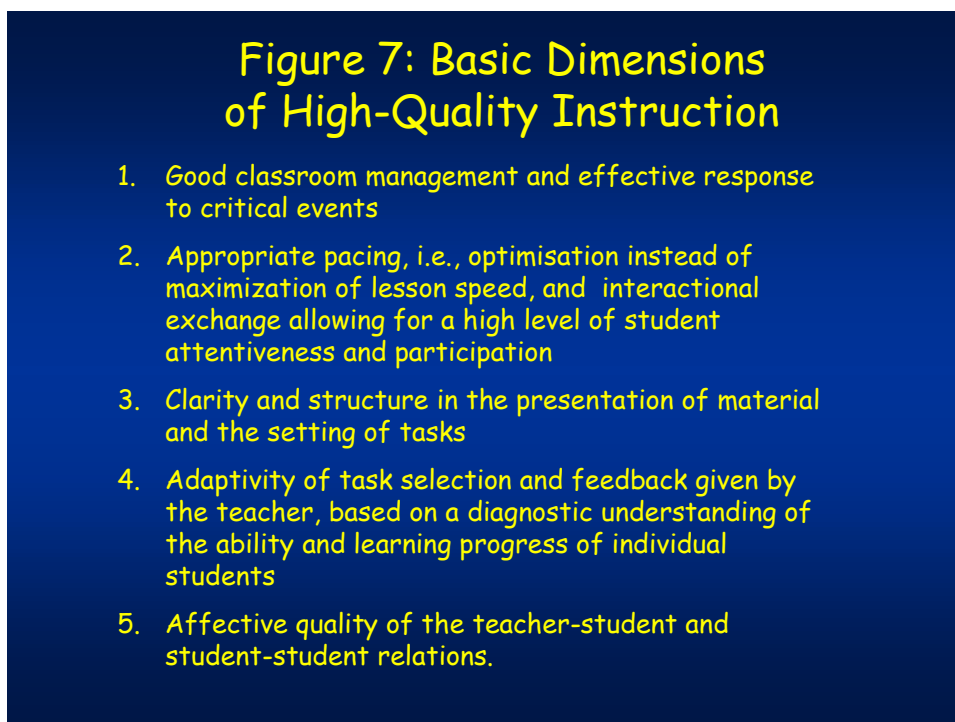 Figure 7: Basic Dimensions
of High-Quality Instruction
1. Good classroom management and effective response
to critical events
2. Appropriate pacing, i.e., optimisation instead of
maximization of lesson speed, and interactional
exchange allowing for a high level of student
attentiveness and participation
3. Clarity and structure in the presentation of material
and the setting of tasks
4. Adaptivity of task selection and feedback given by
the teacher, based on a diagnostic understanding of
the ability and learning progress of individual
students
5. Affective quality of the teacher-student and
student-student relations.